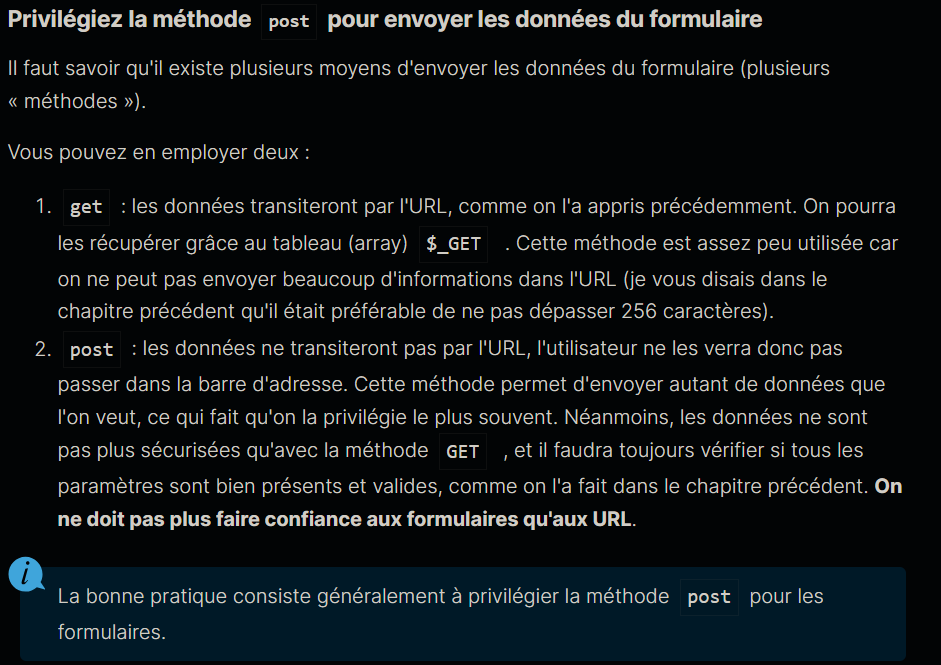 Privilégiez la méthode post pour envoyer les données du formulaire
Il faut savoir qu'il existe plusieurs moyens d'envoyer les données du formulaire (plusieurs
« méthodes »).
Vous pouvez en employer deux :
1. get : les données transiteront par l'URL, comme on l'a appris précédemment. On pourra
les récupérer grâce au tableau (array) $_GET . Cette méthode est assez peu utilisée car
on ne peut pas envoyer beaucoup d'informations dans l'URL (je vous disais dans le
chapitre précédent qu'il était préférable de ne pas dépasser 256 caractères).
2. post : les données ne transiteront pas par l'URL, l'utilisateur ne les verra donc pas
passer dans la barre d'adresse. Cette méthode permet d'envoyer autant de données que
l'on veut, ce qui fait qu'on la privilégie le plus souvent. Néanmoins, les données ne sont
pas plus sécurisées qu'avec la méthode GET , et il faudra toujours vérifier si tous les
paramètres sont bien présents et valides, comme on l'a fait dans le chapitre précédent. On
ne doit pas plus faire confiance aux formulaires qu'aux URL.
i
La bonne pratique consiste généralement à privilégier la méthode post pour les
formulaires.